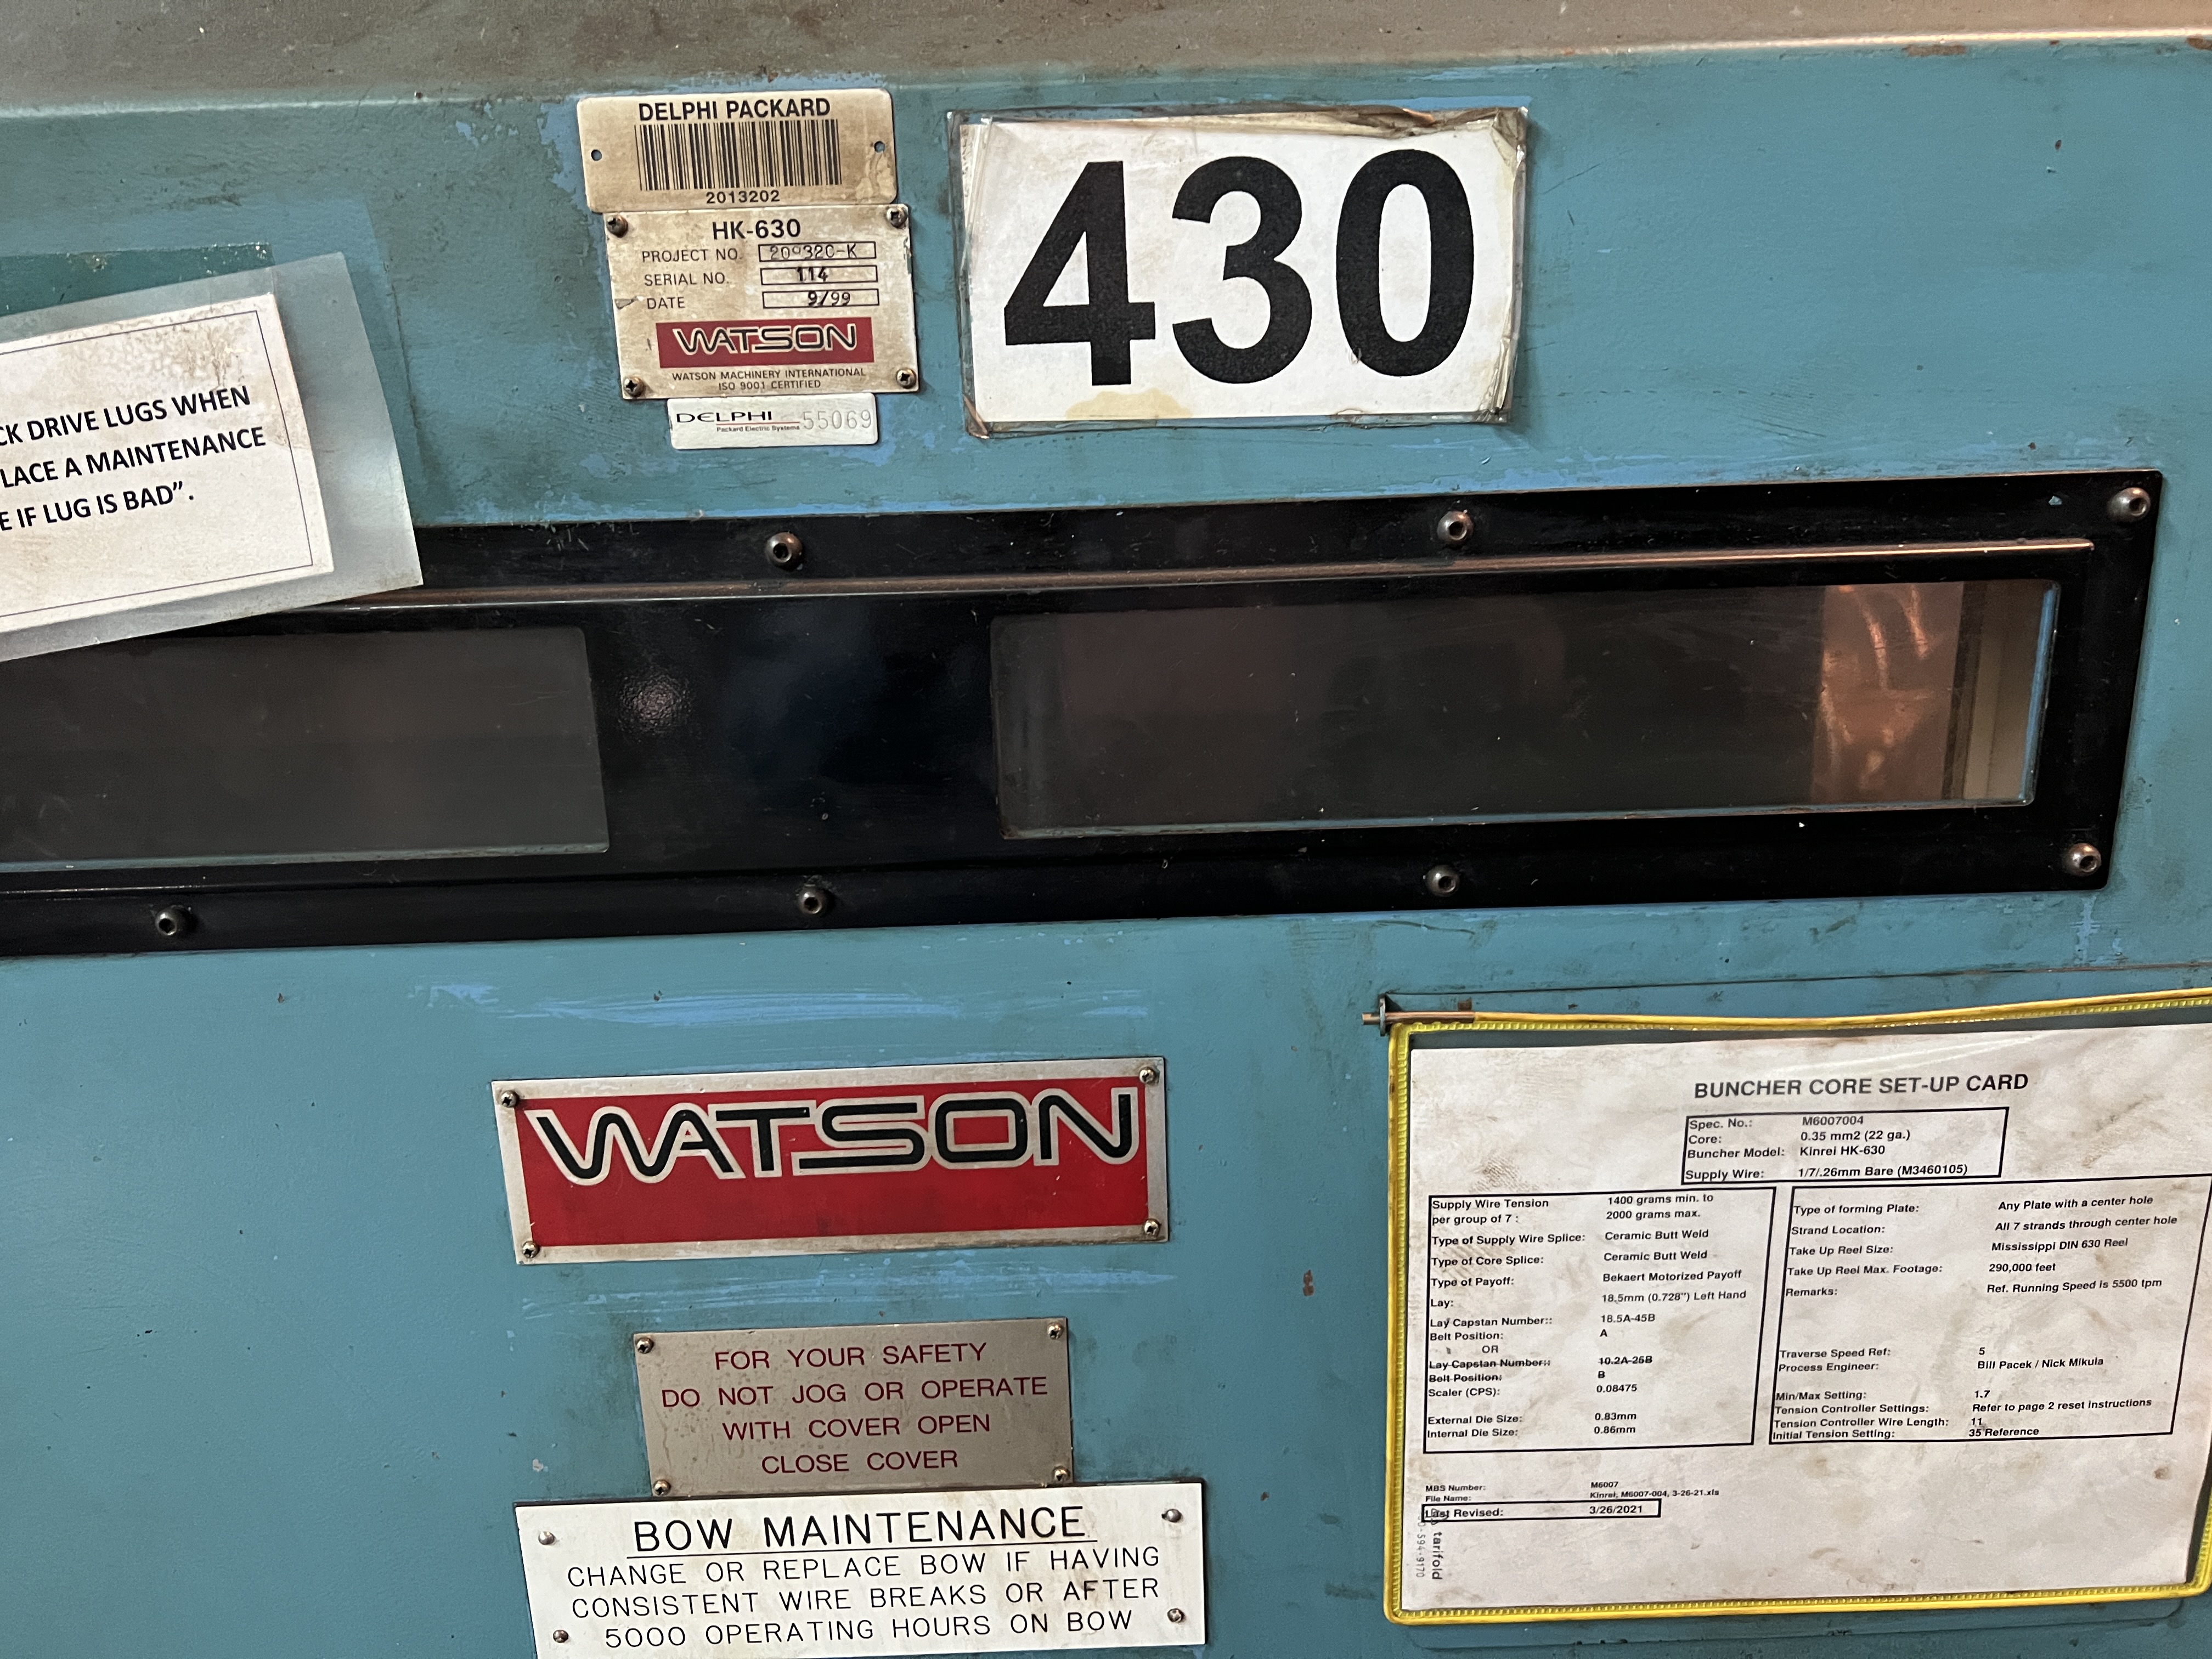 DELPHI PACKARD
2013202
HK-630
PROJECT NO.
SERIAL NO. 114
DATE 9/99
WATSON
WATSON MACHINERY INTERNATIONAL
ISO 9001 CERTIFIED
DELPHI 55069
Packard Electric Systems
430
CK DRIVE LUGS WHEN
LACE A MAINTENANCE
E IF LUG IS BAD”.
WATSON
FOR YOUR SAFETY
DO NOT JOG OR OPERATE
WITH COVER OPEN
CLOSE COVER
BOW MAINTENANCE
CHANGE OR REPLACE BOW IF HAVING
CONSISTENT WIRE BREAKS OR AFTER
5000 OPERATING HOURS ON BOW
BUNCHER CORE SET-UP CARD
Spec. No.: M6007004
Core: 0.35 mm2 (22 ga.)
Buncher Model: Kinrei HK-630
Supply Wire: 1/7/.26mm Bare (M3460105)
Supply Wire Tension 1400 grams min. to
per group of 7 : 2000 grams max.
Type of Supply Wire Splice: Ceramic Butt Weld
Type of Core Splice: Ceramic Butt Weld
Type of Payoff: Bekaert Motorized Payoff
Lay: 18.5mm (0.728") Left Hand
Lay Capstan Number:: 18.5A-45B
Belt Position: A
OR
Lay Capstan Number:: 10.2A-25B
Belt Position: B
Scaler (CPS): 0.08475
External Die Size: 0.83mm
Internal Die Size: 0.86mm
Type of forming Plate: Any Plate with a center hole
Strand Location: All 7 strands through center hole
Take Up Reel Size: Mississippi DIN 630 Reel
Take Up Reel Max. Footage: 290,000 feet
Remarks: Ref. Running Speed is 5500 tpm
Traverse Speed Ref: 5
Process Engineer: Bill Pacek / Nick Mikula
Min/Max Setting: 1.7
Tension Controller Settings: Refer to page 2 reset instructions
Tension Controller Wire Length: 11
Initial Tension Setting: 35 Reference
MBS Number: M6007
File Name: Kinrei, M6007-004, 3-26-21.xls
Last Revised: 3/26/2021
tarifold